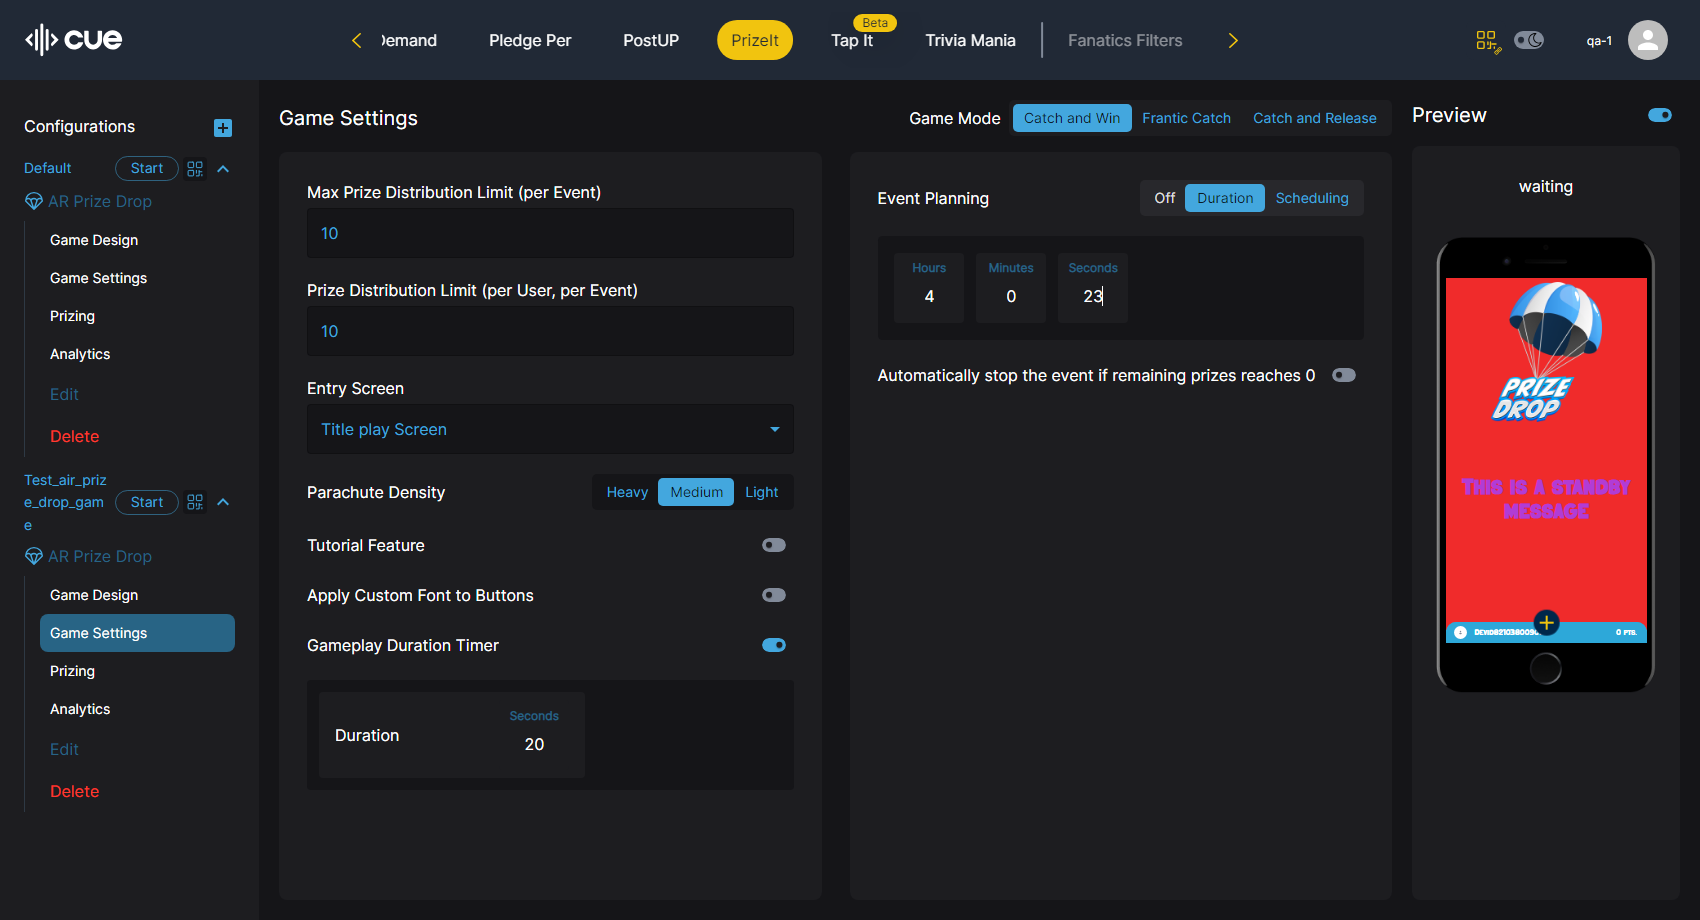 cue
Demand
Pledge Per
PostUP
PrizeIt
Beta
Tap It
Trivia Mania
Fanatics Filters
qa-1
Configurations
Default
Start
AR Prize Drop
Game Design
Game Settings
Prizing
Analytics
Edit
Delete
Test_air_priz
e_drop_gam
e
Start
AR Prize Drop
Game Design
Game Settings
Prizing
Analytics
Edit
Delete
Game Settings
Game Mode
Catch and Win
Frantic Catch
Catch and Release
Max Prize Distribution Limit (per Event)
10
Prize Distribution Limit (per User, per Event)
10
Entry Screen
Title play Screen
Parachute Density
Heavy
Medium
Light
Tutorial Feature
Apply Custom Font to Buttons
Gameplay Duration Timer
Duration
Seconds
20
Event Planning
Off
Duration
Scheduling
Hours
Minutes
Seconds
4
0
23
Automatically stop the event if remaining prizes reaches 0
Preview
waiting
PRIZE
DROP
THIS IS A STANDBY
MESSAGE
0 PTS.